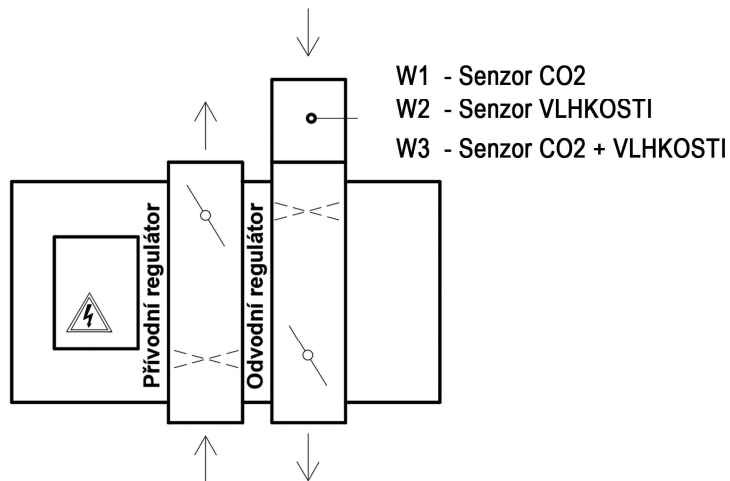 W1 - Senzor CO2
W2 - Senzor VLHKOSTI
W3 - Senzor CO2 + VLHKOSTI
Přívodní regulátor
Odvodní regulátor